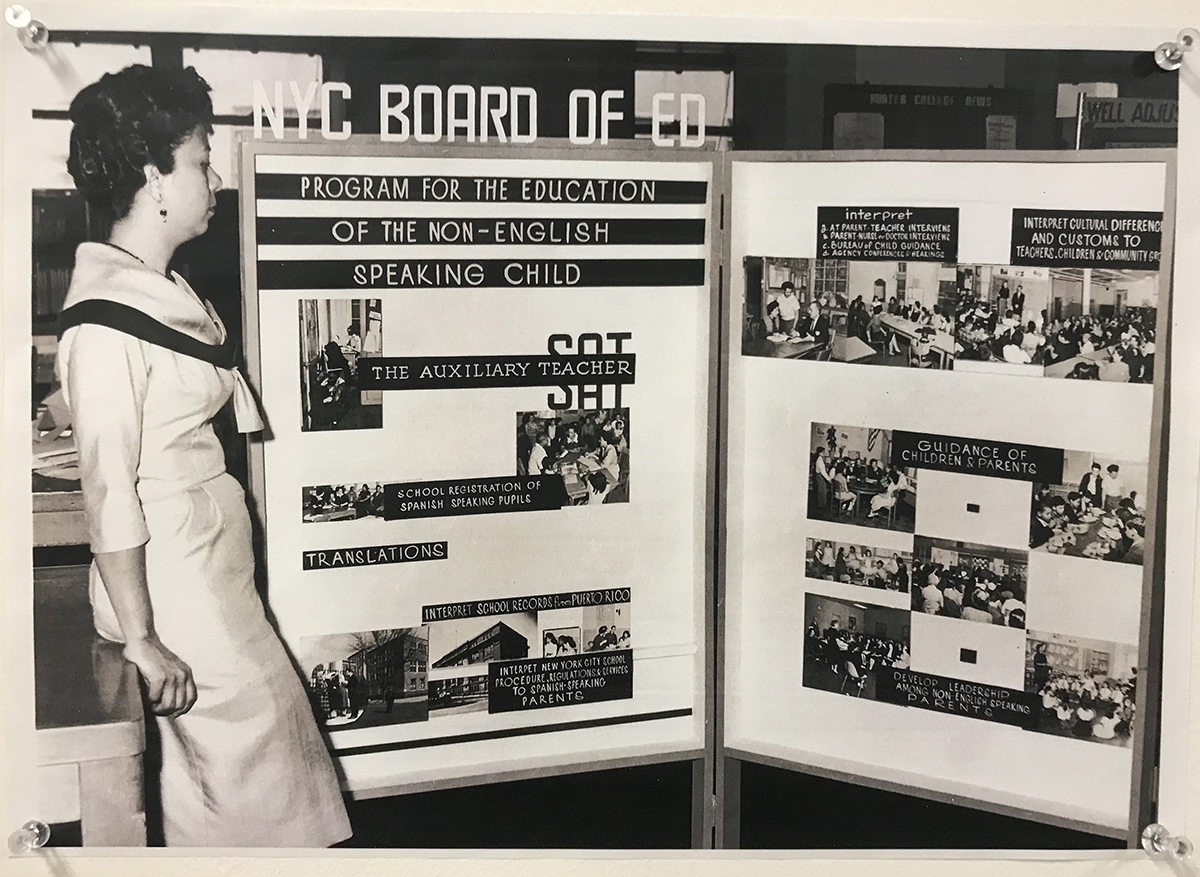 NYC BOARD OF ED
HUNTER COLLEGE NEWS
WELL ADJUS
PROGRAM FOR THE EDUCATION
OF THE NON-ENGLISH
SPEAKING CHILD
SAT
THE AUXILIARY TEACHER
SAT
SCHOOL REGISTRATION OF
SPANISH SPEAKING PUPILS
TRANSLATIONS
INTERPRET SCHOOL RECORDS from PUERTO RICO
INTERPET NEW YORK CITY SCHOOL
PROCEDURE, REGULATIONS & SERVICES
TO SPANISH-SPEAKING
PARENTS
interpret
a. AT PARENT-TEACHER INTERVIEWS
b. PARENT-NURSE or DOCTOR INTERVIEWS
c. BUREAU of CHILD GUIDANCE
d. AGENCY CONFERENCES & HEARINGS
INTERPRET CULTURAL DIFFERENC
AND CUSTOMS TO
TEACHERS, CHILDREN & COMMUNITY GR
GUIDANCE OF
CHILDREN & PARENTS
DEVELOP LEADERSHIP
AMONG NON ENGLISH SPEAKING
PARENTS